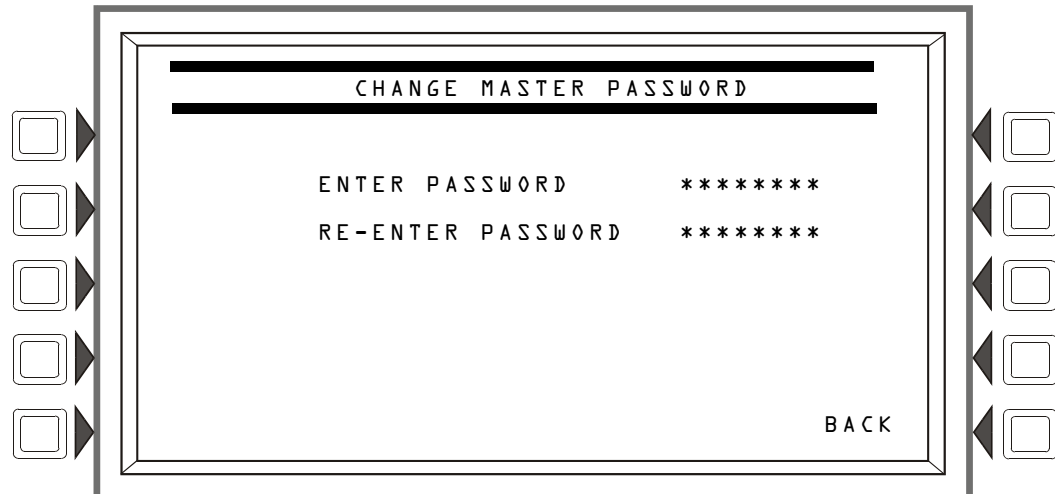 CHANGE MASTER PASSWORD
ENTER PASSWORD ********
RE-ENTER PASSWORD ********
BACK